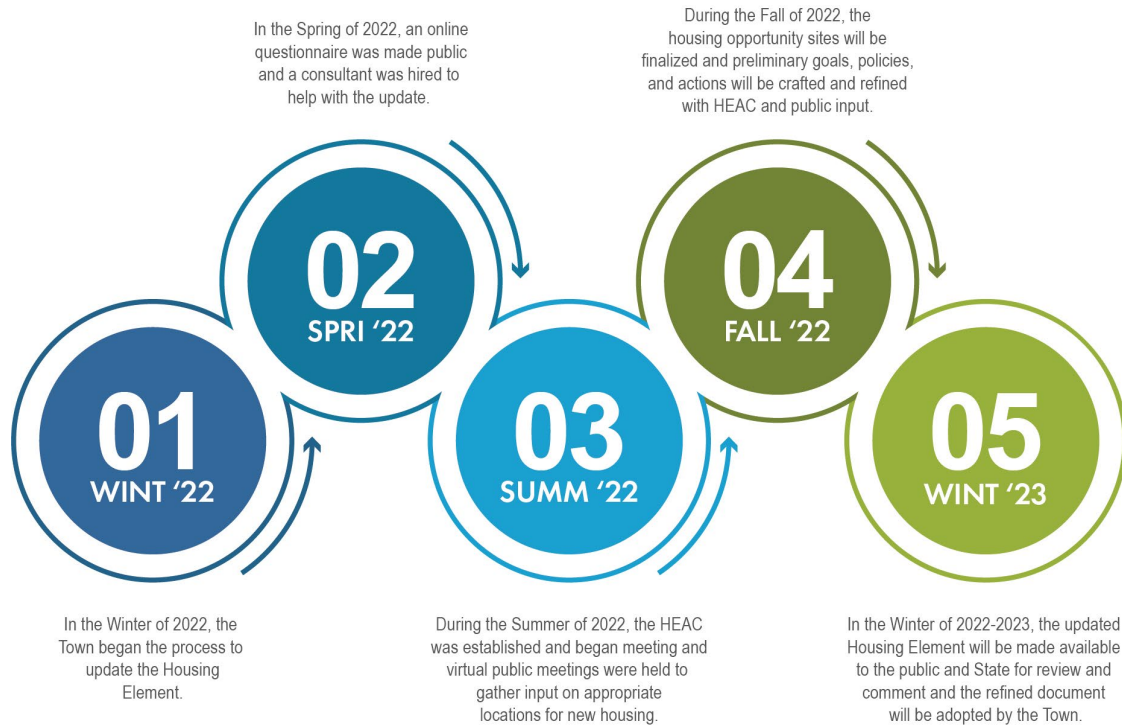 In the Spring of 2022, an online
questionnaire was made public
and a consultant was hired to
help with the update.
During the Fall of 2022, the
housing opportunity sites will be
finalized and preliminary goals, policies,
and actions will be crafted and refined
with HEAC and public input.
01
WINT ‘22
02
SPRI ‘22
03
SUMM ‘22
04
FALL ‘22
05
WINT ‘23
In the Winter of 2022, the
Town began the process to
update the Housing
Element.
During the Summer of 2022, the HEAC
was established and began meeting and
virtual public meetings were held to
gather input on appropriate
locations for new housing.
In the Winter of 2022-2023, the updated
Housing Element will be made available
to the public and State for review and
comment and the refined document
will be adopted by the Town.